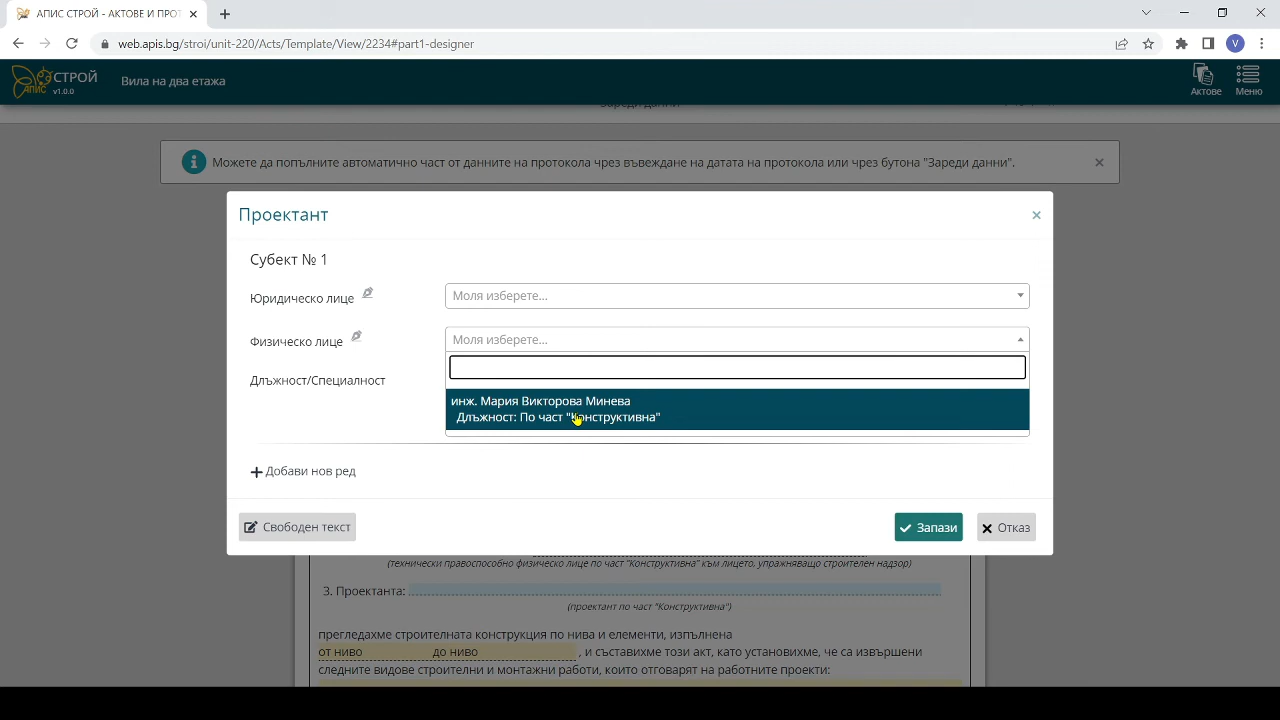 АПИС СТРОЙ - АКТОВЕ И ПРОТ
web.apis.bg/stroi/unit-220/Acts/Template/View/2234#part1-designer
V
АПИС СТРОЙ v1.0.0
Вила на два етажа
Актове
Меню
Можете да попълните автоматично част от данните на протокола чрез въвеждане на датата на протокола или чрез бутона "Зареди данни".
Проектант
Субект № 1
Юридическо лице
Моля изберете...
Физическо лице
Моля изберете...
Длъжност/Специалност
инж. Мария Викторова Минева
Длъжност: По част "Конструктивна"
Добави нов ред
Свободен текст
Запази
Отказ
(технически правоспособно физическо лице по част "Конструктивна" към лицето, упражняващо строителен надзор)
3. Проектанта:
(проектант по част "Конструктивна")
прегледахме строителната конструкция по нива и елементи, изпълнена
от ниво до ниво , и съставихме този акт, като установихме, че са извършени
следните видове строителни и монтажни работи, които отговарят на работните проекти: